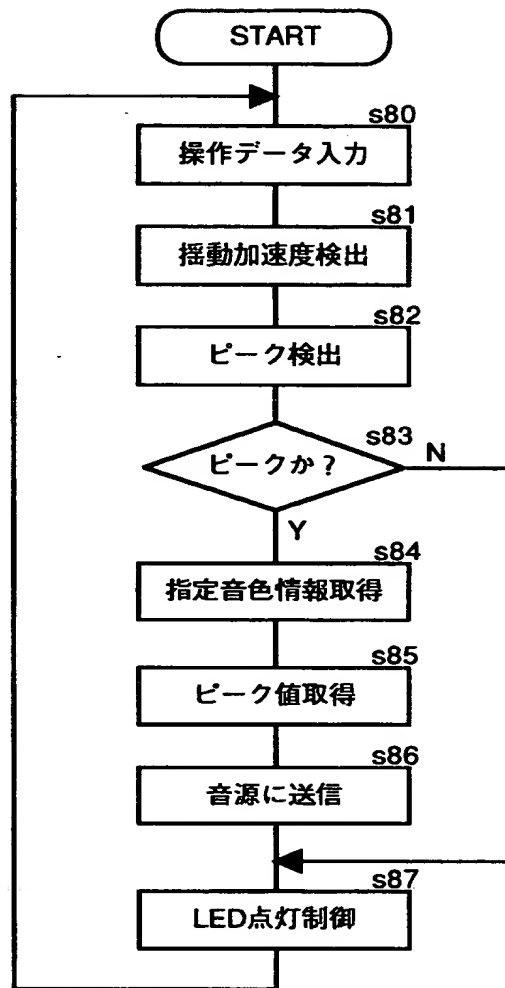 START
s80
操作データ入力
s81
揺動加速度検出
s82
ピーク検出
s83
ピークか？
N
Y
s84
指定音色情報取得
s85
ピーク値取得
s86
音源に送信
s87
LED点灯制御